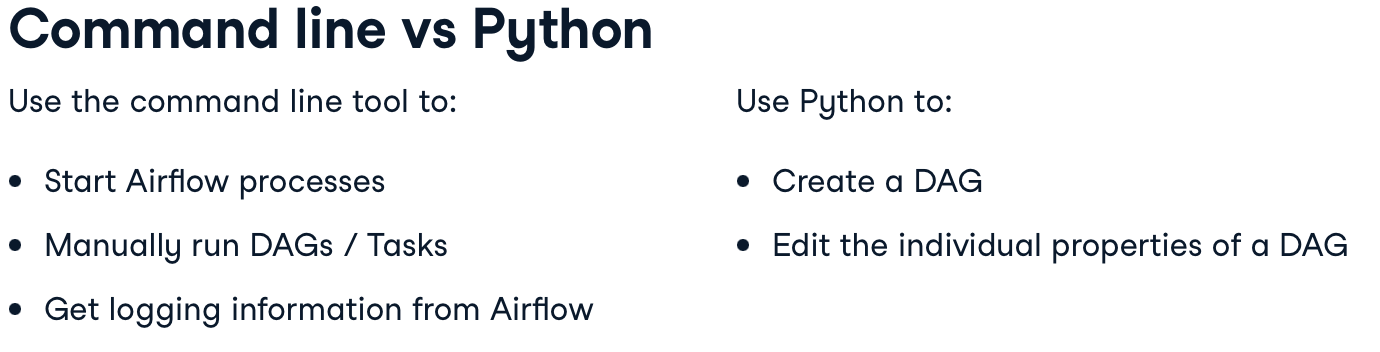 Command line vs Python
Use the command line tool to:
Start Airflow processes
Manually run DAGs / Tasks
Get logging information from Airflow
Use Python to:
Create a DAG
Edit the individual properties of a DAG